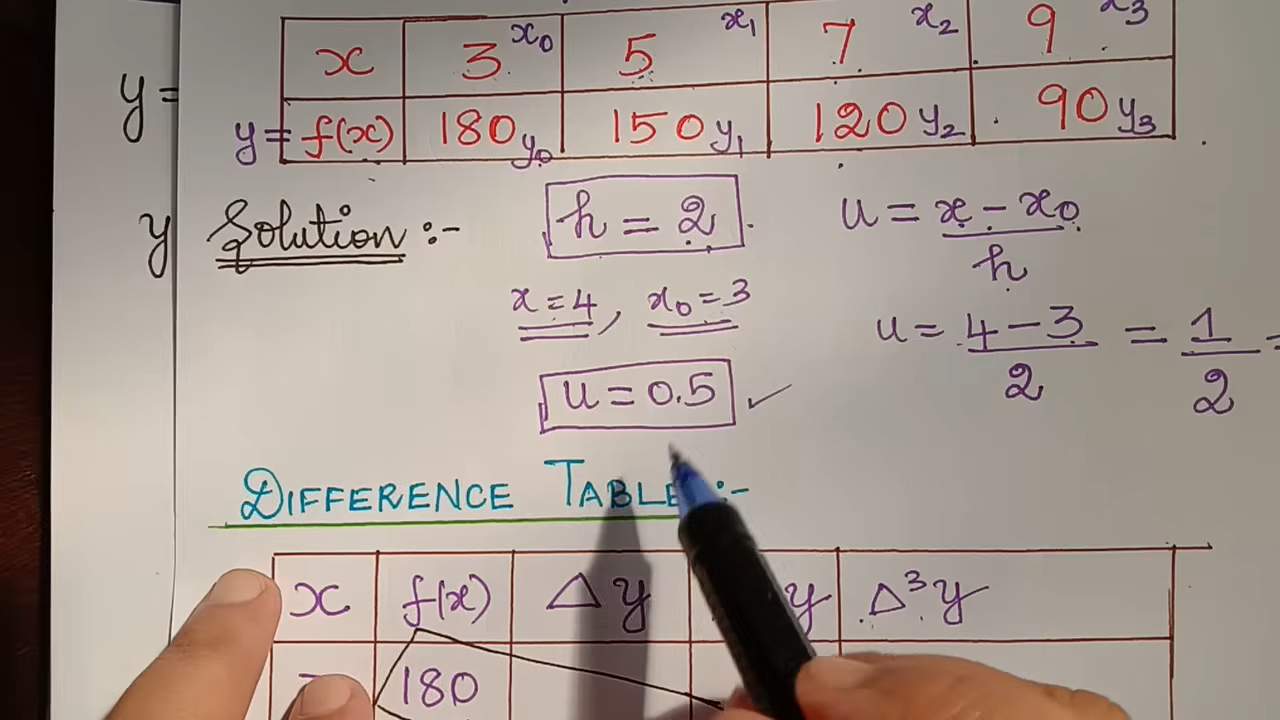 x 3 x₀ 5 x₁ 7 x₂ 9 x₃
y =
y = f(x) 180 y₀ 150 y₁ 120 y₂ 90 y₃
y
Solution :- h = 2 u = x - x₀ / h
x = 4, x₀ = 3
u = 4 - 3 / 2 = 1 / 2 =
u = 0.5 ✓
DIFFERENCE TABLE :-
x f(x) Δy y Δ³y
180